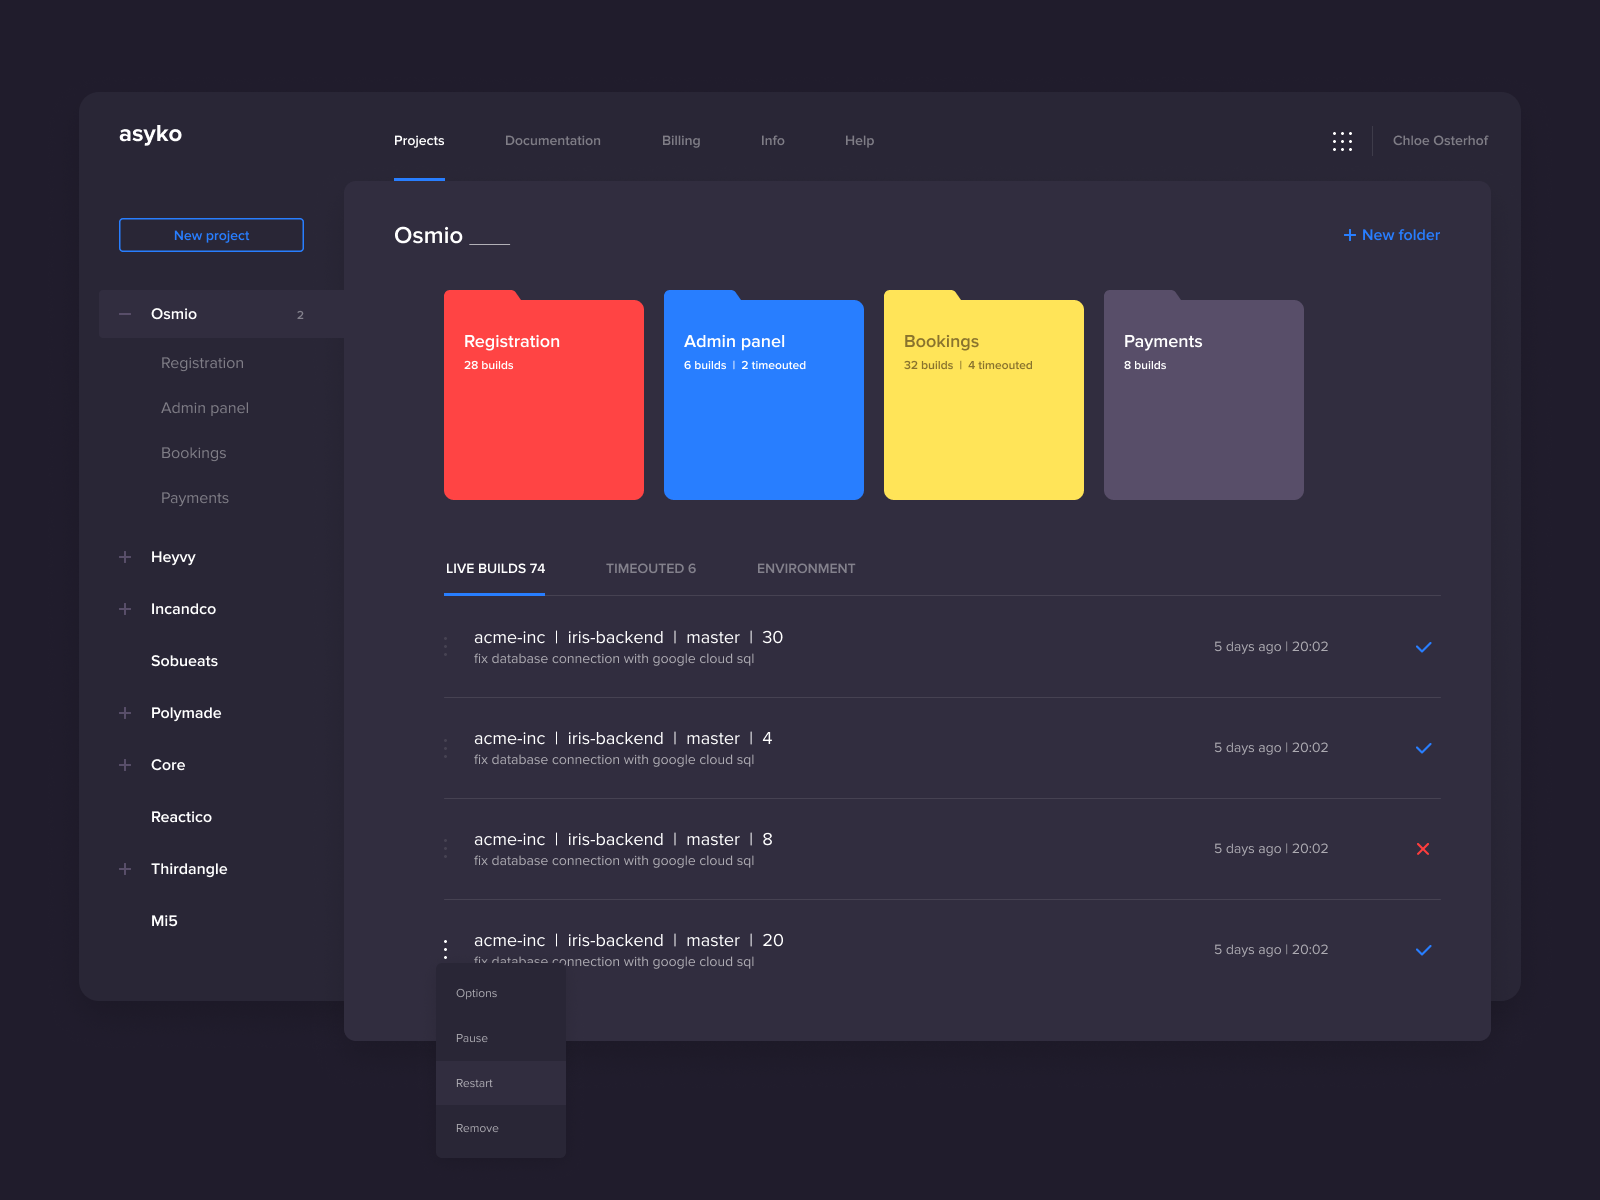 asyko
Projects
Documentation
Billing
Info
Help
Chloe Osterhof
New project
Osmio 2
Registration
Admin panel
Bookings
Payments
Heyvy
Incandco
Sobueats
Polymade
Core
Reactico
Thirdangle
Mi5
Osmio ___
+ New folder
Registration
28 builds
Admin panel
6 builds | 2 timeouted
Bookings
32 builds | 4 timeouted
Payments
8 builds
LIVE BUILDS 74
TIMEOUTED 6
ENVIRONMENT
acme-inc | iris-backend | master | 30
fix database connection with google cloud sql
5 days ago | 20:02
acme-inc | iris-backend | master | 4
fix database connection with google cloud sql
5 days ago | 20:02
acme-inc | iris-backend | master | 8
fix database connection with google cloud sql
5 days ago | 20:02
acme-inc | iris-backend | master | 20
fix database connection with google cloud sql
5 days ago | 20:02
Options
Pause
Restart
Remove